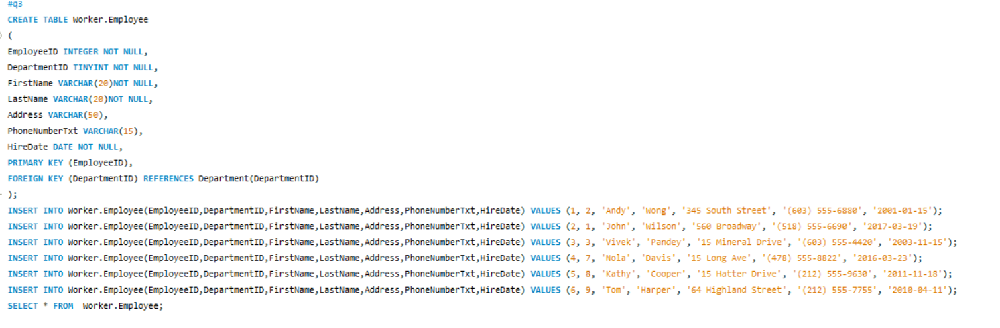 #q3
CREATE TABLE Worker.Employee
(
EmployeeID INTEGER NOT NULL,
DepartmentID TINYINT NOT NULL,
FirstName VARCHAR(20)NOT NULL,
LastName VARCHAR(20)NOT NULL,
Address VARCHAR(50),
PhoneNumberTxt VARCHAR(15),
HireDate DATE NOT NULL,
PRIMARY KEY (EmployeeID),
FOREIGN KEY (DepartmentID) REFERENCES Department(DepartmentID)
);
INSERT INTO Worker.Employee(EmployeeID,DepartmentID,FirstName,LastName,Address,PhoneNumberTxt,HireDate) VALUES (1, 2, 'Andy', 'Wong', '345 South Street', '(603) 555-6880', '2001-01-15');
INSERT INTO Worker.Employee(EmployeeID,DepartmentID,FirstName,LastName,Address,PhoneNumberTxt,HireDate) VALUES (2, 1, 'John', 'Wilson', '560 Broadway', '(518) 555-6690', '2017-03-19');
INSERT INTO Worker.Employee(EmployeeID,DepartmentID,FirstName,LastName,Address,PhoneNumberTxt,HireDate) VALUES (3, 3, 'Vivek', 'Pandey', '15 Mineral Drive', '(603) 555-4420', '2003-11-15');
INSERT INTO Worker.Employee(EmployeeID,DepartmentID,FirstName,LastName,Address,PhoneNumberTxt,HireDate) VALUES (4, 7, 'Nola', 'Davis', '15 Long Ave', '(478) 555-8822', '2016-03-23');
INSERT INTO Worker.Employee(EmployeeID,DepartmentID,FirstName,LastName,Address,PhoneNumberTxt,HireDate) VALUES (5, 8, 'Kathy', 'Cooper', '15 Hatter Drive', '(212) 555-9630', '2011-11-18');
INSERT INTO Worker.Employee(EmployeeID,DepartmentID,FirstName,LastName,Address,PhoneNumberTxt,HireDate) VALUES (6, 9, 'Tom', 'Harper', '64 Highland Street', '(212) 555-7755', '2010-04-11');
SELECT * FROM  Worker.Employee;